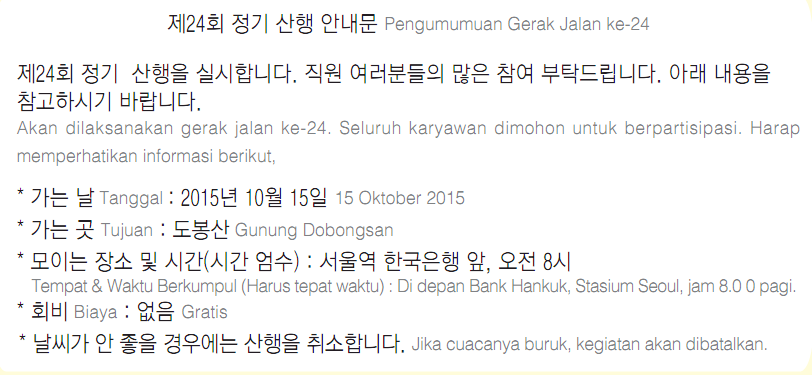 제24회 정기 산행 안내문 Pengumumuan Gerak Jalan ke-24
제24회 정기 산행을 실시합니다. 직원 여러분들의 많은 참여 부탁드립니다. 아래 내용을
참고하시기 바랍니다.
Akan dilaksanakan gerak jalan ke-24. Seluruh karyawan dimohon untuk berpartisipasi. Harap
memperhatikan informasi berikut,
* 가는 날 Tanggal : 2015년 10월 15일 15 Oktober 2015
* 가는 곳 Tujuan : 도봉산 Gunung Dobongsan
* 모이는 장소 및 시간(시간 엄수) : 서울역 한국은행 앞, 오전 8시
Tempat & Waktu Berkumpul (Harus tepat waktu) : Di depan Bank Hankuk, Stasium Seoul, jam 8.0 0 pagi.
* 회비 Biaya : 없음 Gratis
* 날씨가 안 좋을 경우에는 산행을 취소합니다. Jika cuacanya buruk, kegiatan akan dibatalkan.